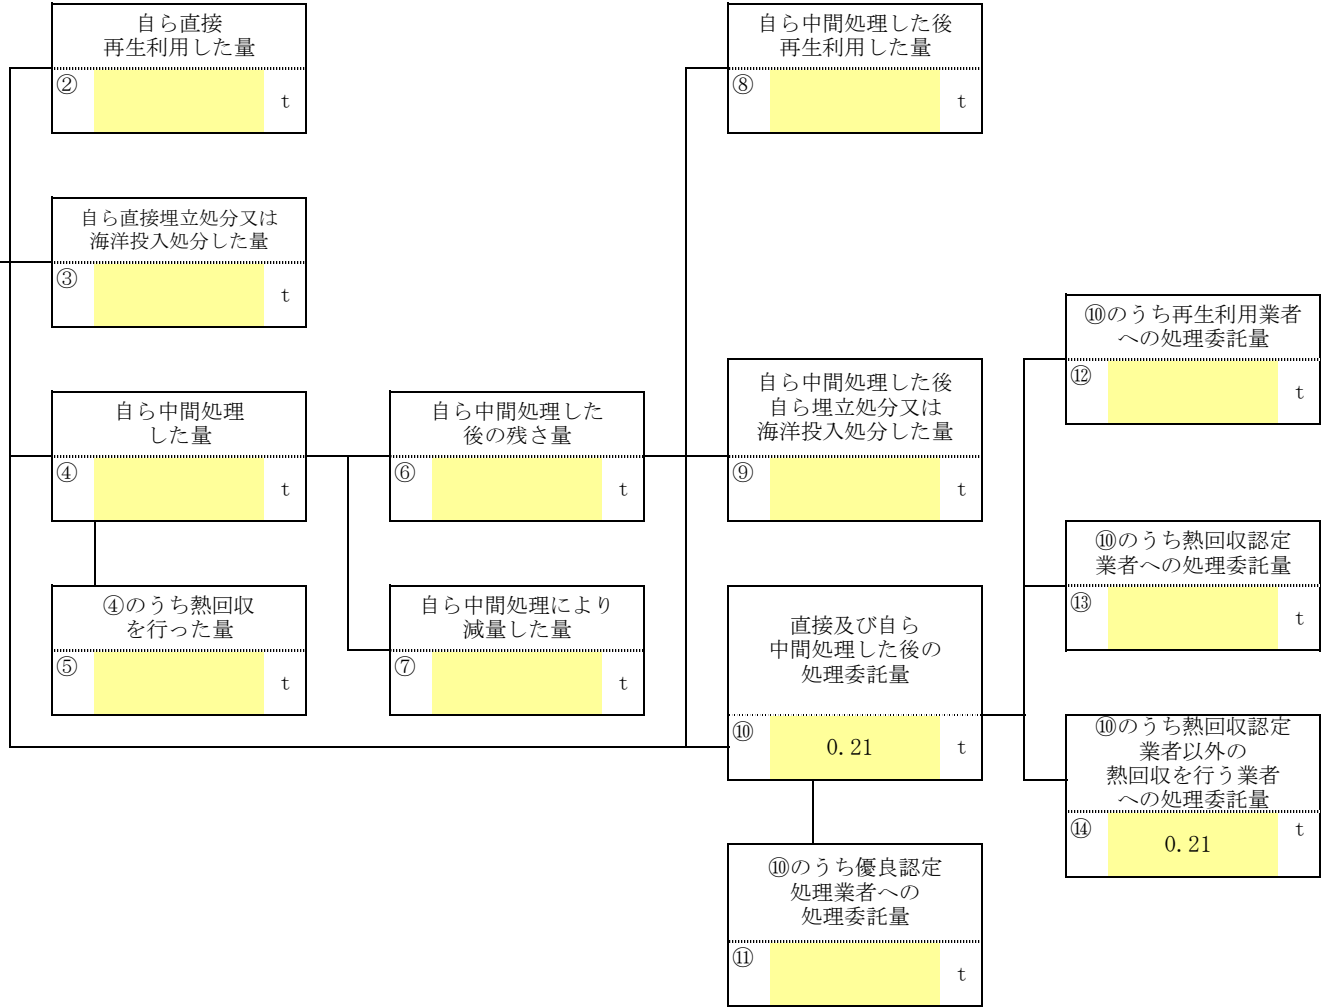 自ら直接
再生利用した量
②
t
自ら中間処理した後
再生利用した量
⑧
t
自ら直接埋立処分又は
海洋投入処分した量
③
t
⑩のうち再生利用業者
への処理委託量
⑫
t
自ら中間処理
した量
④
t
自ら中間処理した
後の残さ量
⑥
t
自ら中間処理した後
自ら埋立処分又は
海洋投入処分した量
⑨
t
⑩のうち熱回収認定
業者への処理委託量
⑬
t
④のうち熱回収
を行った量
⑤
t
自ら中間処理により
減量した量
⑦
t
直接及び自ら
中間処理した後の
処理委託量
⑩
0.21 t
⑩のうち熱回収認定
業者以外の
熱回収を行う業者
への処理委託量
⑭
0.21 t
⑩のうち優良認定
処理業者への
処理委託量
⑪
t